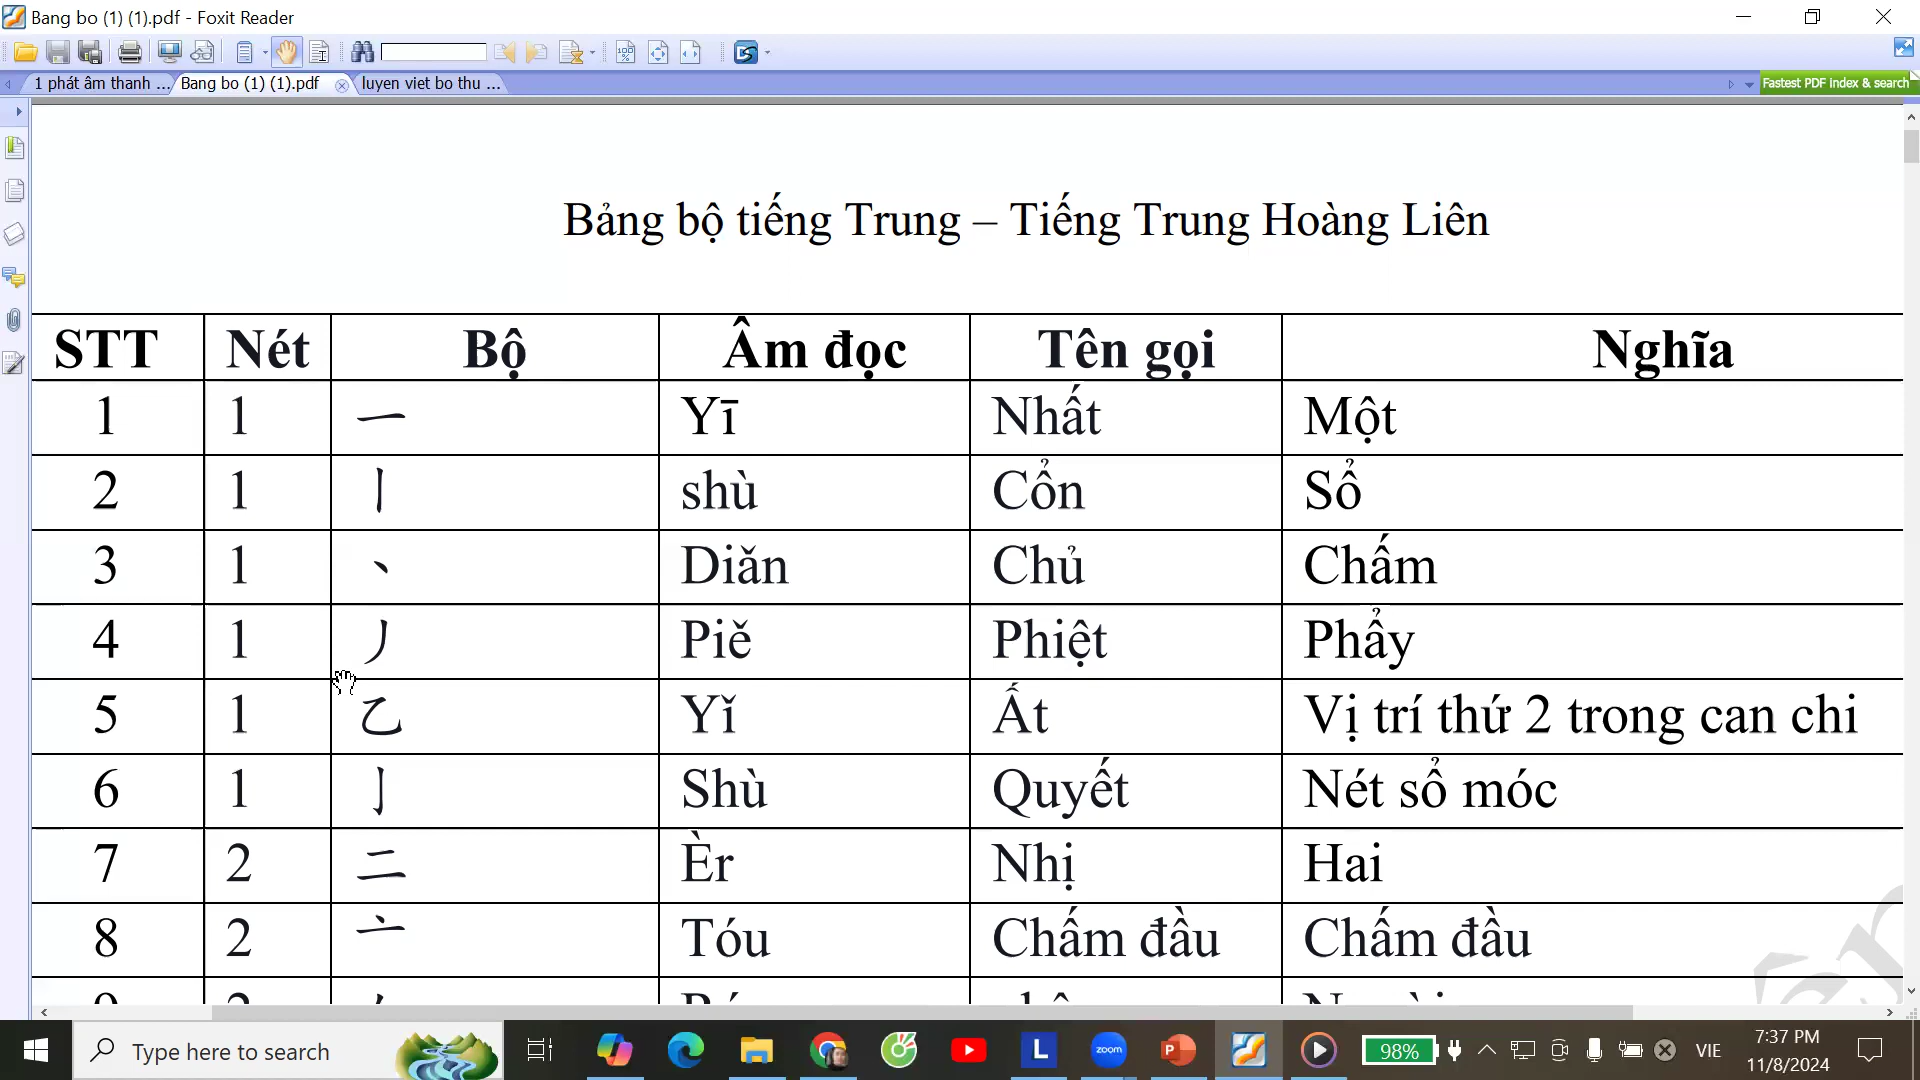 Bang bo (1) (1).pdf - Foxit Reader
1 phát âm thanh ...
Bang bo (1) (1).pdf
luyen viet bo thu ...
Fastest PDF index & search
Bảng bộ tiếng Trung – Tiếng Trung Hoàng Liên
STT Nét Bộ Âm đọc Tên gọi Nghĩa
1 1 一 Yī Nhất Một
2 1 丨 shù Cổn Sổ
3 1 丶 Diǎn Chủ Chấm
4 1 丿 Piě Phiệt Phẩy
5 1 乙 Yǐ Ất Vị trí thứ 2 trong can chi
6 1 亅 Shù Quyết Nét sổ móc
7 2 二 Èr Nhị Hai
8 2 亠 Tóu Chấm đầu Chấm đầu
Type here to search
L
zoom
P
98%
VIE
7:37 PM
11/8/2024